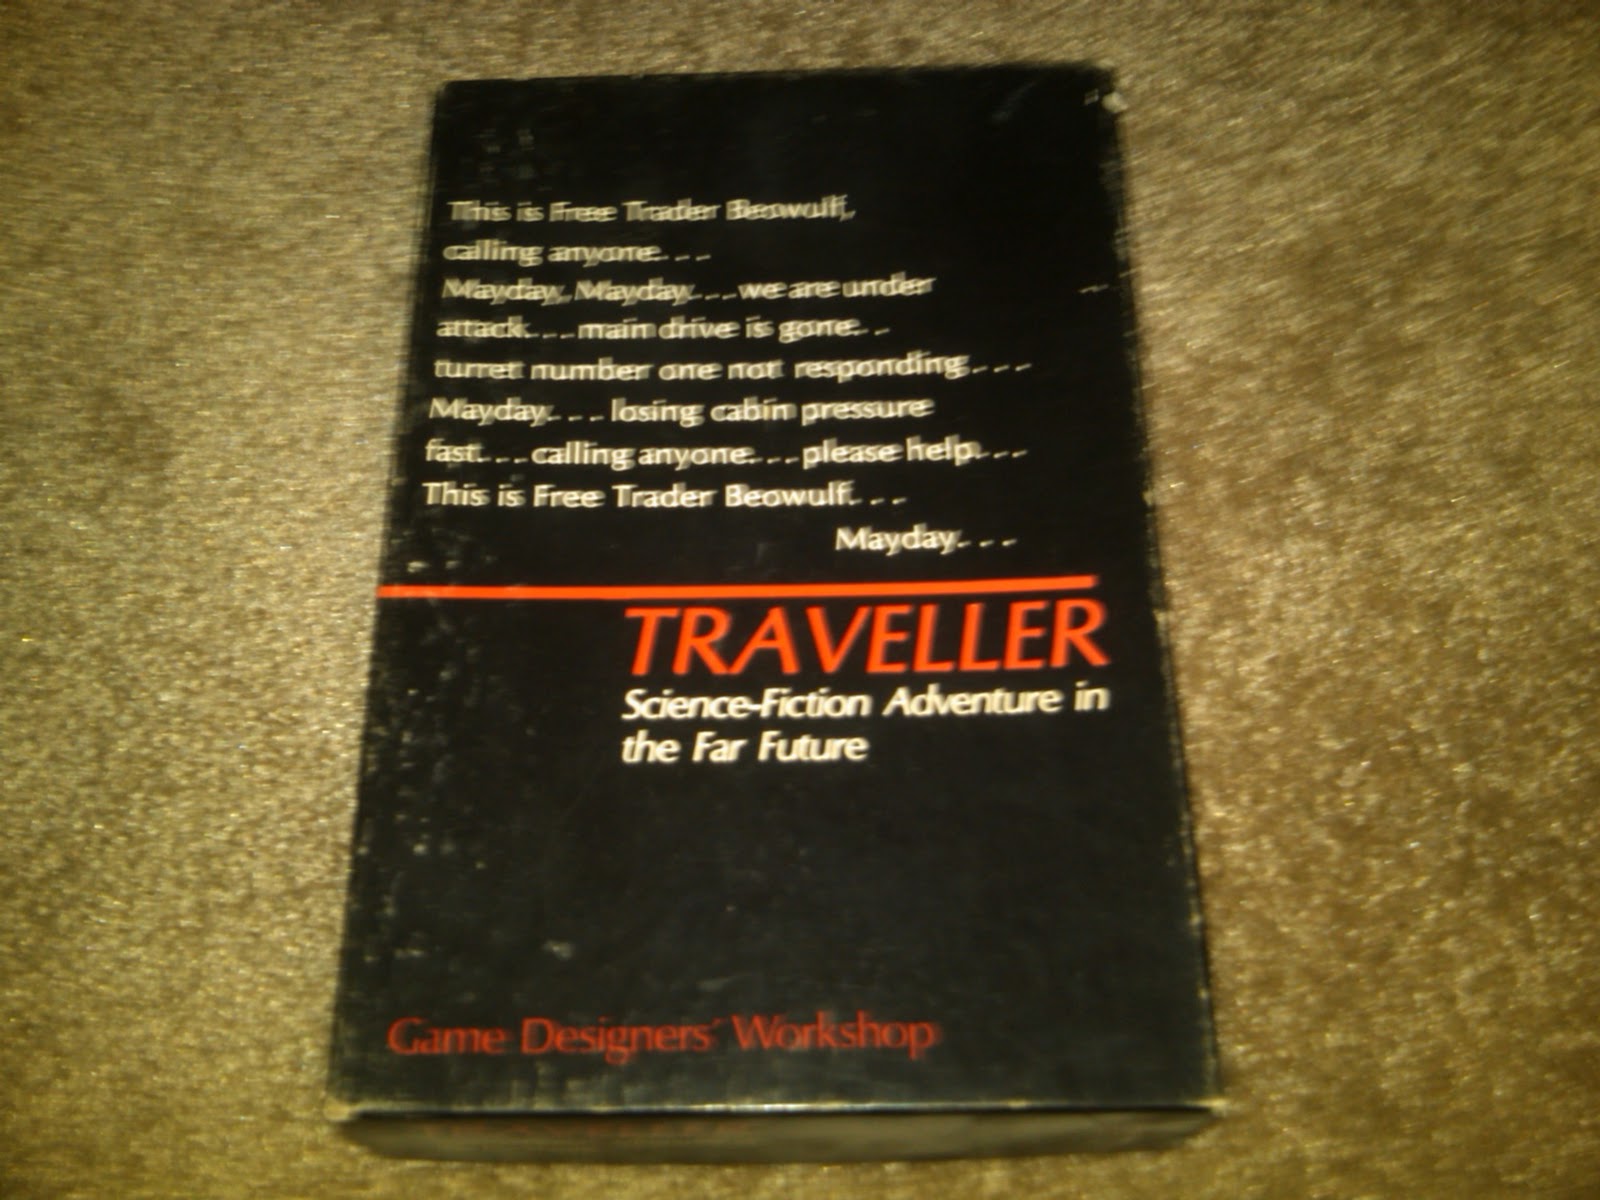 This is Free Trader Beowulf,
calling anyone...
Mayday, Mayday... we are under
attack... main drive is gone...
turret number one not responding...
Mayday... losing cabin pressure
fast... calling anyone... please help...
This is Free Trader Beowulf...
Mayday...
TRAVELLER
Science-Fiction Adventure in
the Far Future
Game Designers' Workshop